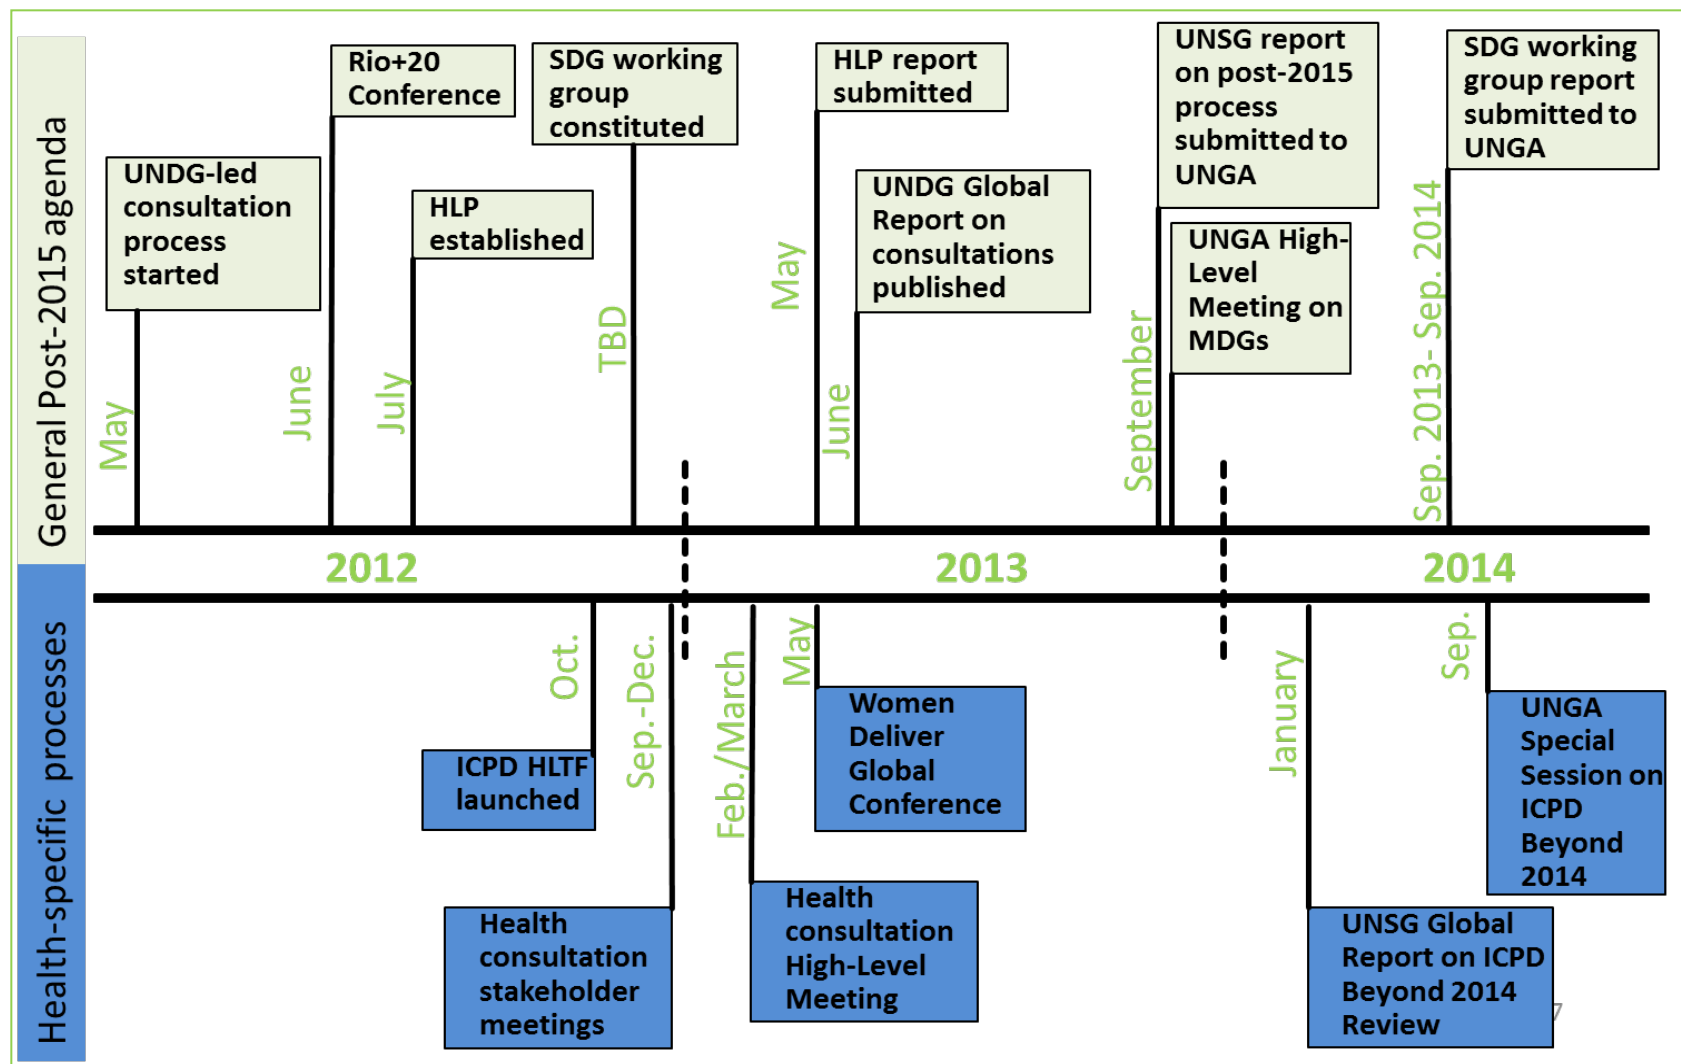 General Post-2015 agenda
UNDG-led
consultation
process
started
May
Rio+20
Conference
June
HLP
established
July
SDG working
group
constituted
TBD
HLP report
submitted
May
UNDG Global
Report on
consultations
published
June
UNSG report
on post-2015
process
submitted to
UNGA
September
UNGA High-
Level
Meeting on
MDGs
SDG working
group report
submitted to
UNGA
Sep. 2013- Sep. 2014
2012
2013
2014
Health-specific processes
Oct.
ICPD HLTF
launched
Sep.-Dec.
Health
consultation
stakeholder
meetings
Feb./March
Health
consultation
High-Level
Meeting
May
Women
Deliver
Global
Conference
January
UNSG Global
Report on ICPD
Beyond 2014
Review
Sep.
UNGA
Special
Session on
ICPD
Beyond
2014
7